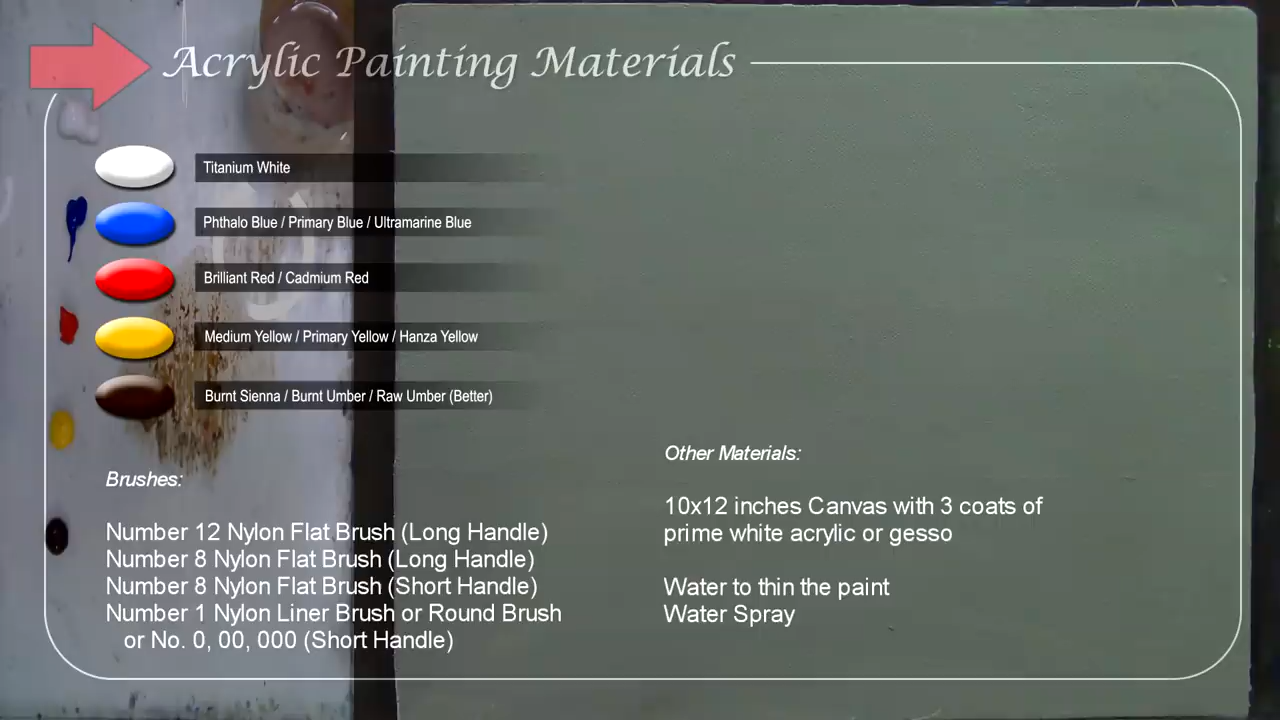 Acrylic Painting Materials
Titanium White
Phthalo Blue / Primary Blue / Ultramarine Blue
Brilliant Red / Cadmium Red
Medium Yellow / Primary Yellow / Hanza Yellow
Burnt Sienna / Burnt Umber / Raw Umber (Better)
Brushes:
Number 12 Nylon Flat Brush (Long Handle)
Number 8 Nylon Flat Brush (Long Handle)
Number 8 Nylon Flat Brush (Short Handle)
Number 1 Nylon Liner Brush or Round Brush
or No. 0, 00, 000 (Short Handle)
Other Materials:
10x12 inches Canvas with 3 coats of
prime white acrylic or gesso
Water to thin the paint
Water Spray